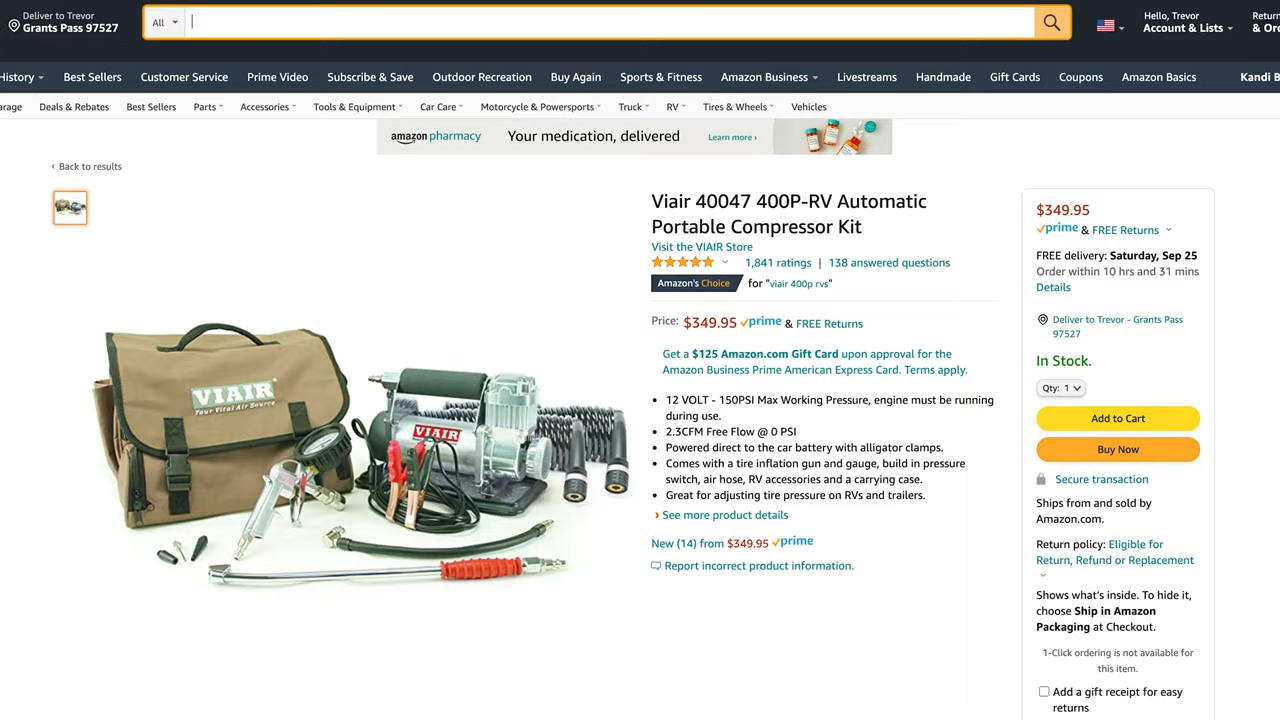 Deliver to Trevor
Grants Pass 97527
All
Hello, Trevor
Account & Lists
Return
& Ord
History
Best Sellers
Customer Service
Prime Video
Subscribe & Save
Outdoor Recreation
Buy Again
Sports & Fitness
Amazon Business
Livestreams
Handmade
Gift Cards
Coupons
Amazon Basics
Kandi B
arage
Deals & Rebates
Best Sellers
Parts
Accessories
Tools & Equipment
Car Care
Motorcycle & Powersports
Truck
RV
Tires & Wheels
Vehicles
amazon pharmacy
Your medication, delivered
Learn more ›
‹ Back to results
VIAIR
Your Vital Air Source
VIAIR
Viair 40047 400P-RV Automatic
Portable Compressor Kit
Visit the VIAIR Store
1,841 ratings | 138 answered questions
Amazon's Choice for "viair 400p rvs"
Price: $349.95 prime & FREE Returns
Get a $125 Amazon.com Gift Card upon approval for the
Amazon Business Prime American Express Card. Terms apply.
• 12 VOLT - 150PSI Max Working Pressure, engine must be running
during use.
• 2.3CFM Free Flow @ 0 PSI
• Powered direct to the car battery with alligator clamps.
• Comes with a tire inflation gun and gauge, build in pressure
switch, air hose, RV accessories and a carrying case.
• Great for adjusting tire pressure on RVs and trailers.
› See more product details
New (14) from $349.95 prime
Report incorrect product information.
$349.95
prime & FREE Returns
FREE delivery: Saturday, Sep 25
Order within 10 hrs and 31 mins
Details
Deliver to Trevor - Grants Pass
97527
In Stock.
Qty: 1
Add to Cart
Buy Now
Secure transaction
Ships from and sold by
Amazon.com.
Return policy: Eligible for
Return, Refund or Replacement
Shows what's inside. To hide it,
choose Ship in Amazon
Packaging at Checkout.
1-Click ordering is not available for
this item.
Add a gift receipt for easy
returns